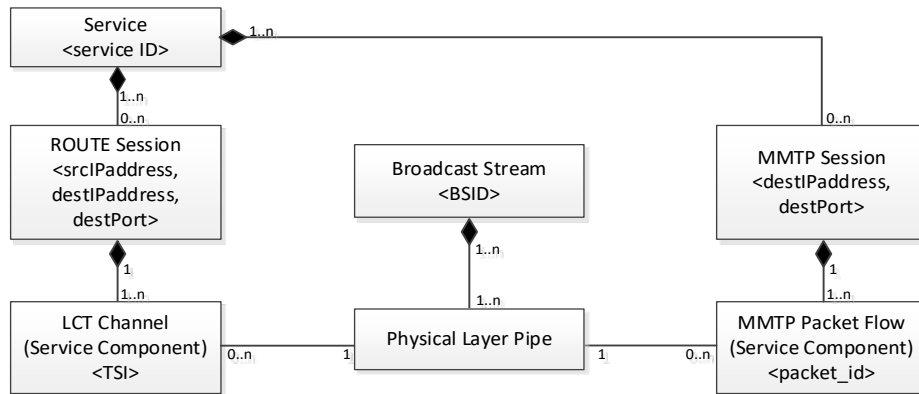 Service
<service ID>
1..n
1..n
0..n
0..n
ROUTE Session
<srcIPaddress,
destIPaddress,
destPort>
Broadcast Stream
<BSID>
MMTP Session
<destIPaddress,
destPort>
1
1..n
1
1..n
1..n
1..n
LCT Channel
(Service Component)
<TSI>
0..n
1
Physical Layer Pipe
1
0..n
MMTP Packet Flow
(Service Component)
<packet_id>